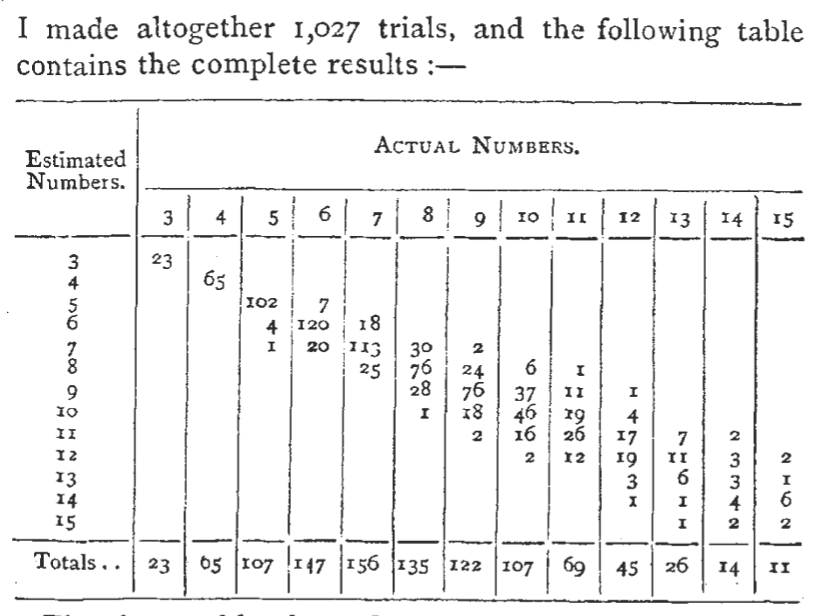 I made altogether 1,027 trials, and the following table
contains the complete results :—
Estimated
Numbers.
ACTUAL NUMBERS.
3 4 5 6 7 8 9 10 11 12 13 14 15
3 23
4 65
5 102 7
6 4 120 18
7 1 20 113 30 2
8 25 76 24 6 1
9 28 76 37 11 1
10 1 18 46 19 4
11 2 16 26 17 7 2
12 2 12 19 11 3 2
13 3 6 3 1
14 1 1 4 6
15 1 2 2
Totals . . 23 65 107 147 156 135 122 107 69 45 26 14 11